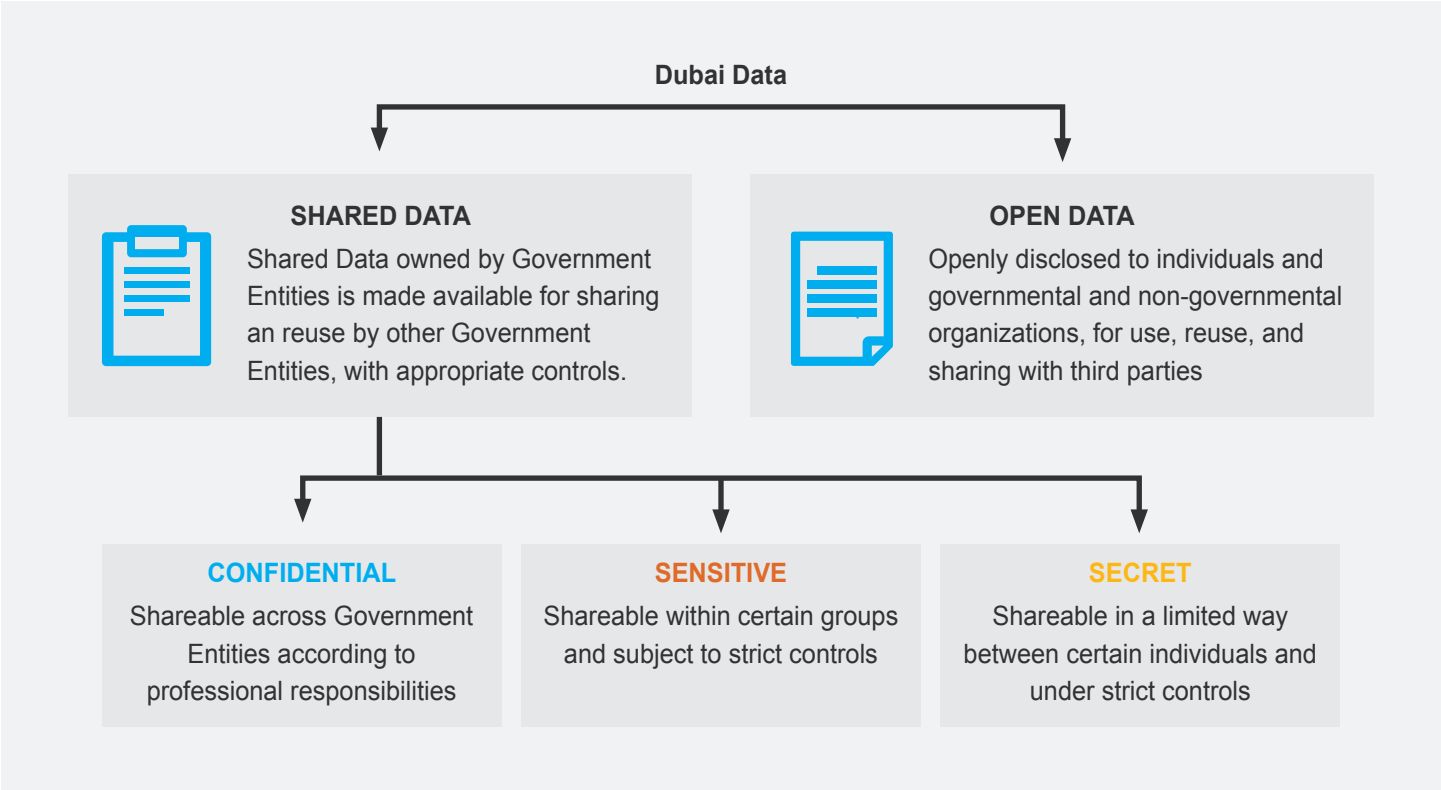 Dubai Data
SHARED DATA
Shared Data owned by Government
Entities is made available for sharing
an reuse by other Government
Entities, with appropriate controls.
OPEN DATA
Openly disclosed to individuals and
governmental and non-governmental
organizations, for use, reuse, and
sharing with third parties
CONFIDENTIAL
Shareable across Government
Entities according to
professional responsibilities
SENSITIVE
Shareable within certain groups
and subject to strict controls
SECRET
Shareable in a limited way
between certain individuals and
under strict controls